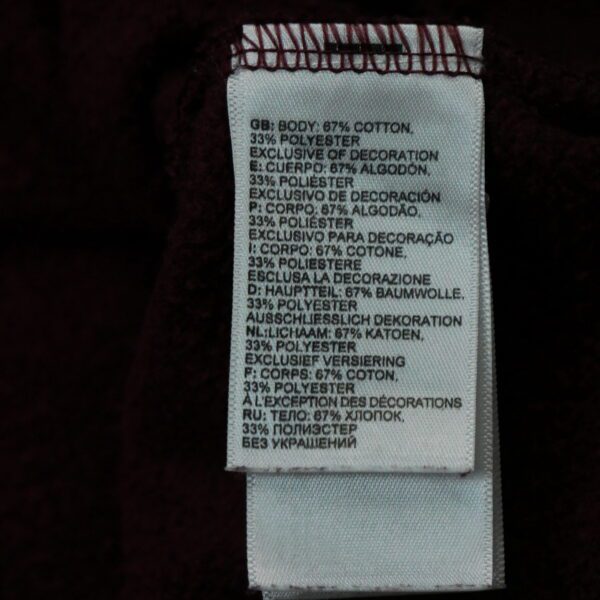 GB: BODY: 67% COTTON,
33% POLYESTER
EXCLUSIVE OF DECORATION
E: CUERPO: 67% ALGODÓN,
33% POLIÉSTER
EXCLUSIVO DE DECORACIÓN
P: CORPO: 67% ALGODÃO,
33% POLIÉSTER
EXCLUSIVO PARA DECORAÇÃO
I: CORPO: 67% COTONE,
33% POLIESTERE
ESCLUSA LA DECORAZIONE
D: HAUPTTEIL: 67% BAUMWOLLE,
33% POLYESTER
AUSSCHLIESSLICH DEKORATION
NL:LICHAAM: 67% KATOEN,
33% POLYESTER
EXCLUSIEF VERSIERING
F: CORPS: 67% COTON,
33% POLYESTER
À L'EXCEPTION DES DÉCORATIONS
RU: ТЕЛО: 67% ХЛОПОК,
33% ПОЛИЭСТЕР
БЕЗ УКРАШЕНИЙ